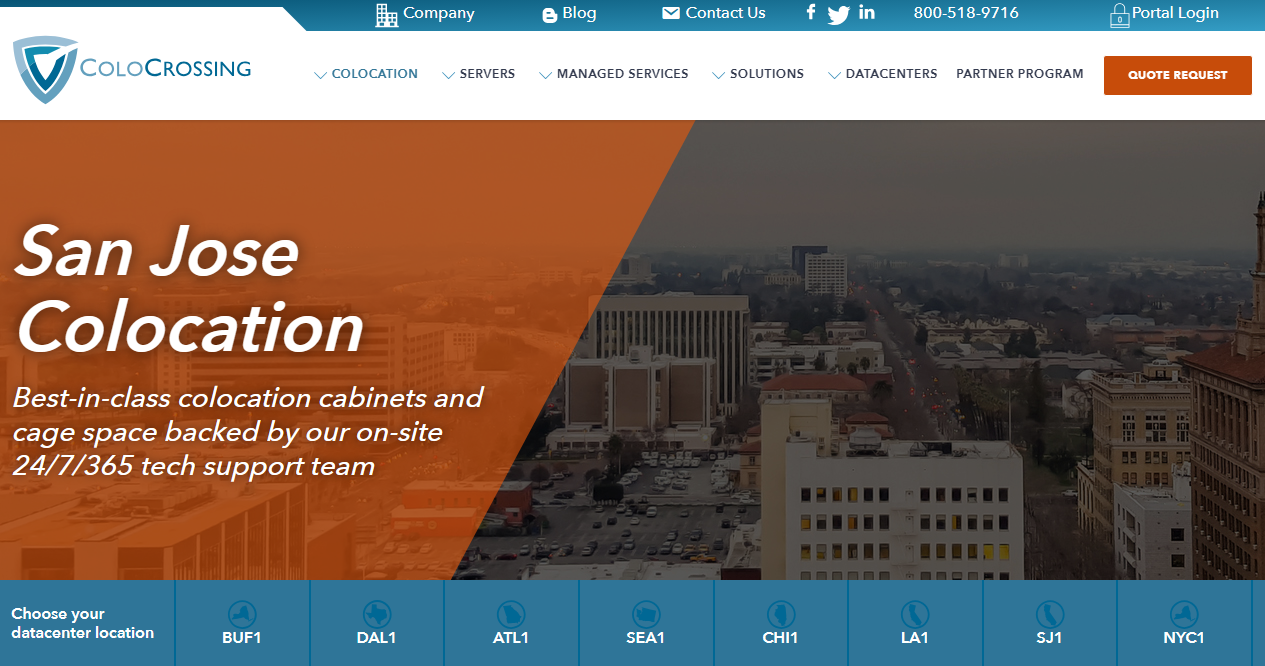 Company
Blog
Contact Us
800-518-9716
Portal Login
COLOCROSSING
COLOCATION
SERVERS
MANAGED SERVICES
SOLUTIONS
DATACENTERS
PARTNER PROGRAM
QUOTE REQUEST
San Jose
Colocation
Best-in-class colocation cabinets and
cage space backed by our on-site
24/7/365 tech support team
Choose your
datacenter location
BUF1
DAL1
ATL1
SEA1
CHI1
LA1
SJ1
NYC1